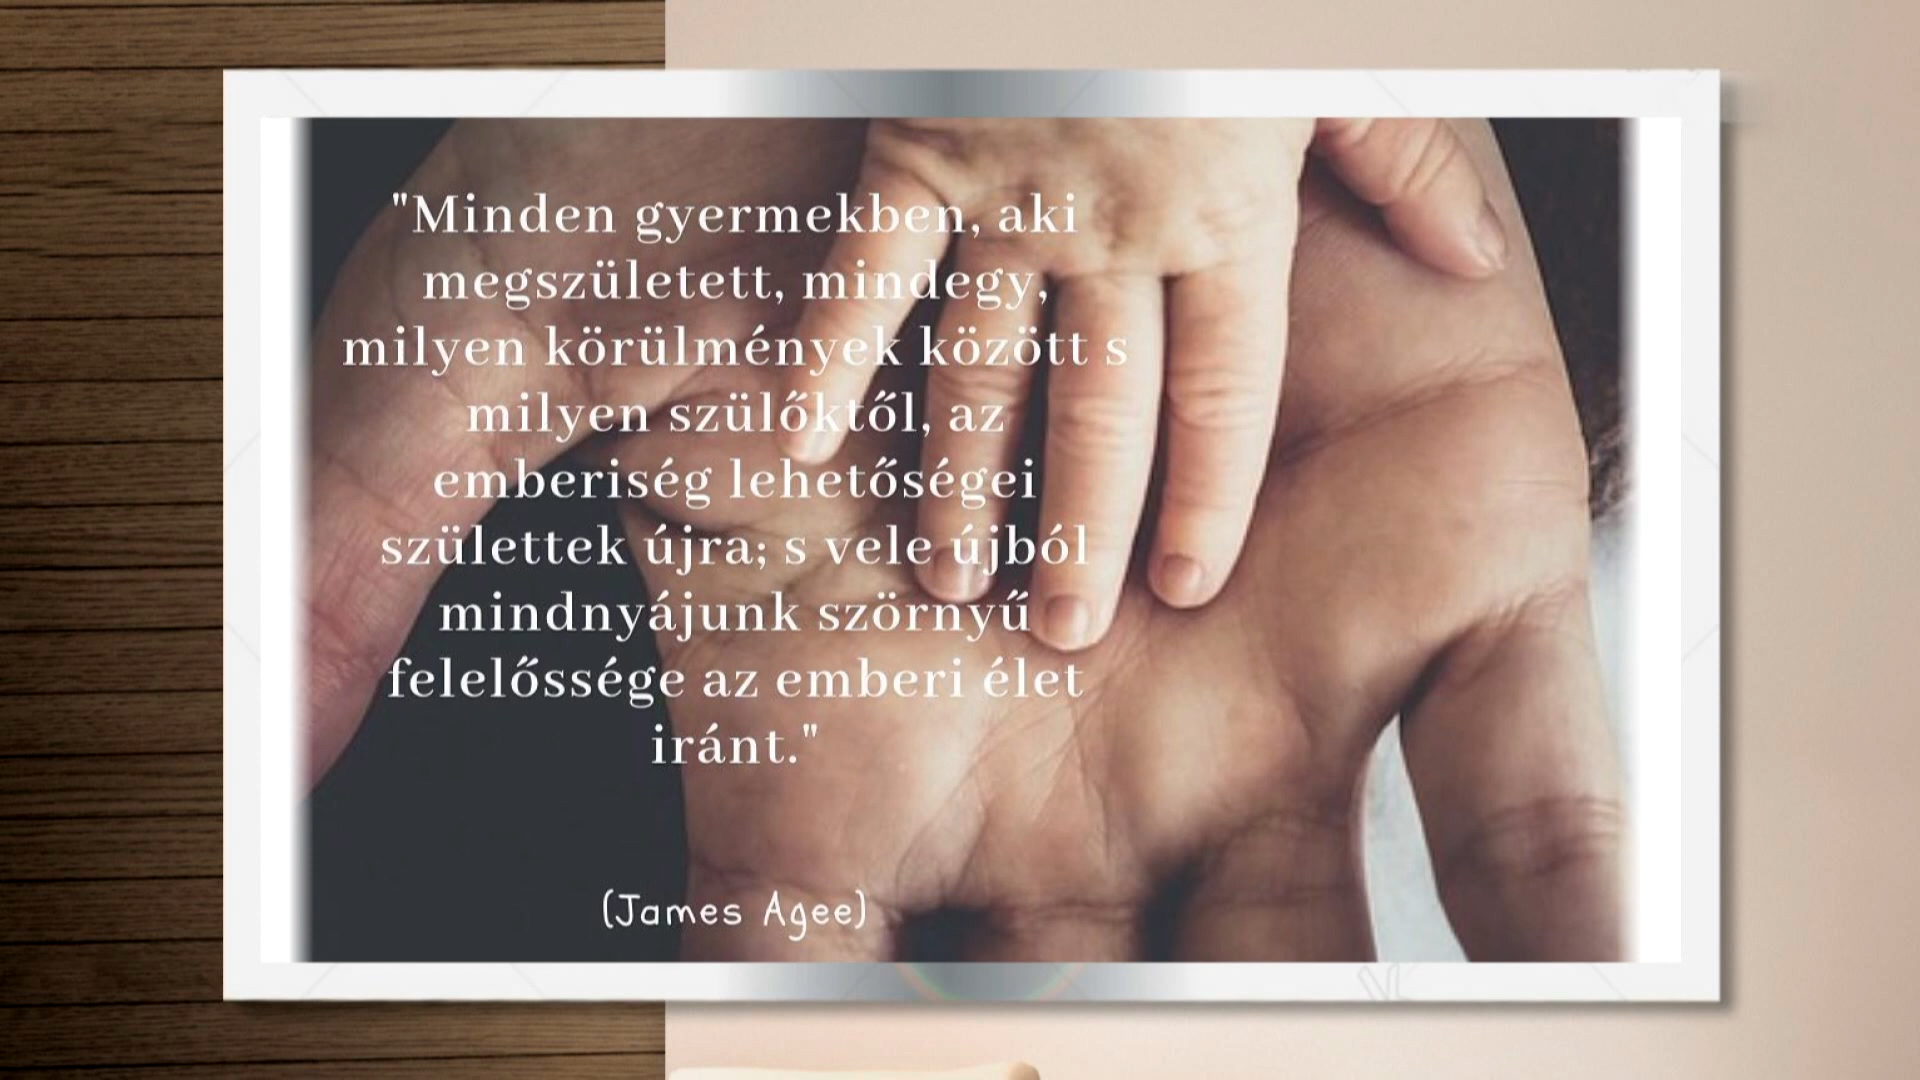 "Minden gyermekben, aki
megszületett, mindegy,
milyen körülmények között s
milyen szülőktől, az
emberiség lehetőségei
születtek újra; s vele újból
mindnyájunk szörnyű
felelőssége az emberi élet
iránt."
(James Agee)